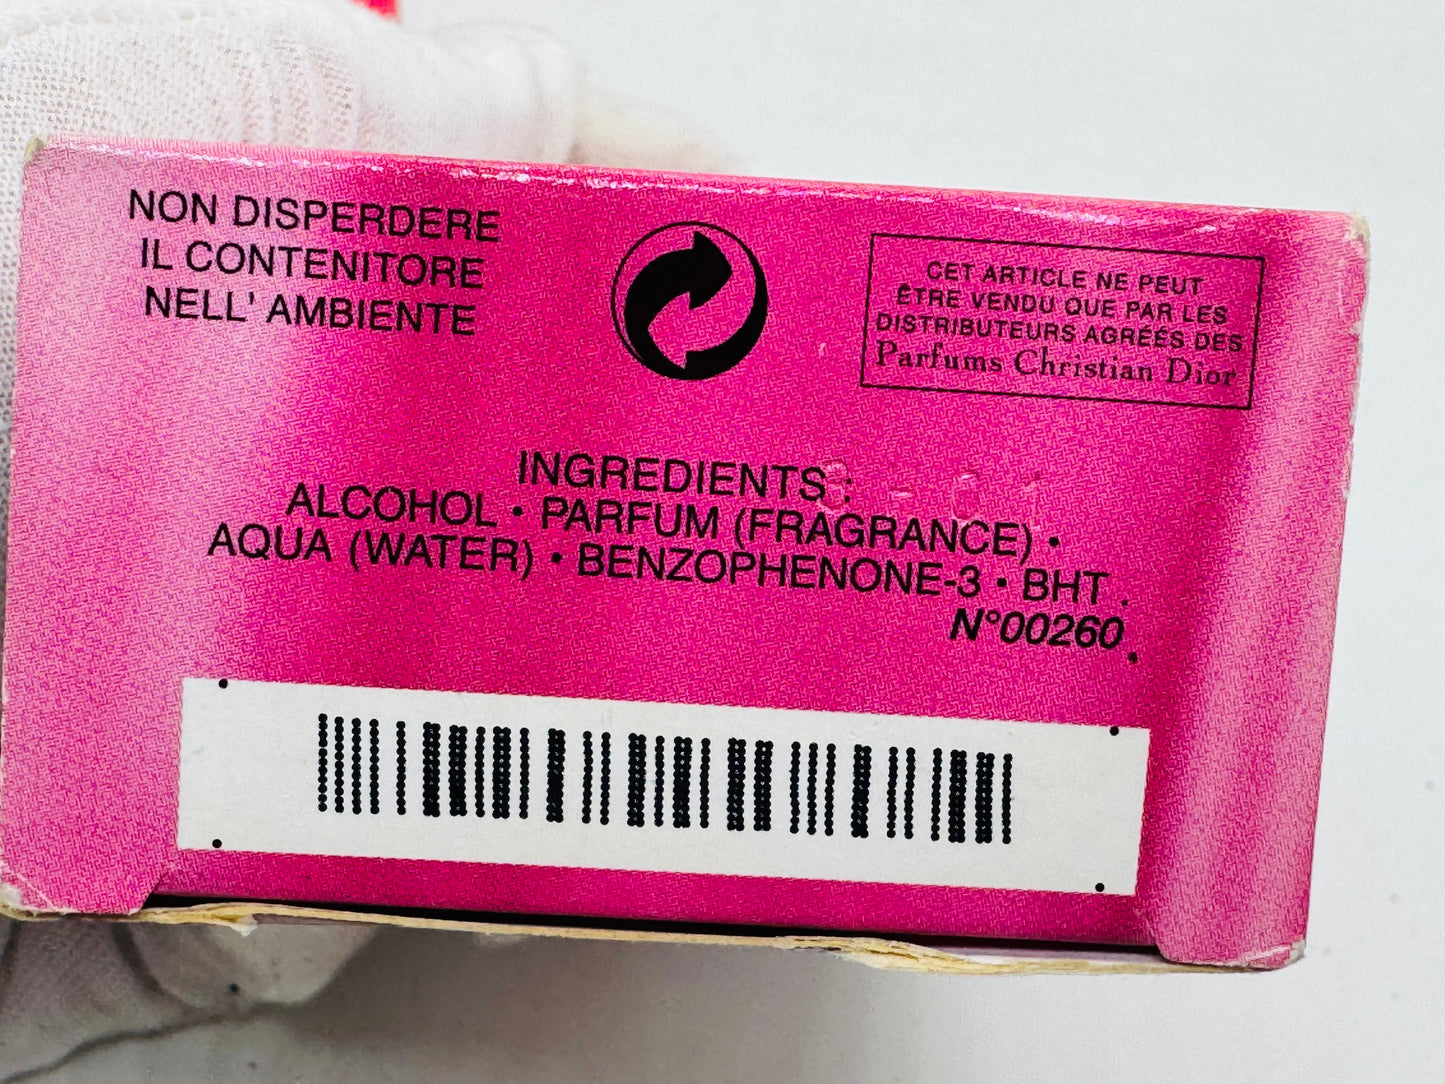 NON DISPERDERE
IL CONTENITORE
NELL' AMBIENTE
CET ARTICLE NE PEUT
ÊTRE VENDU QUE PAR LES
DISTRIBUTEURS AGRÉÉS DES
Parfums Christian Dior
INGREDIENTS :
ALCOHOL • PARFUM (FRAGRANCE) •
AQUA (WATER) • BENZOPHENONE-3 • BHT .
N°00260